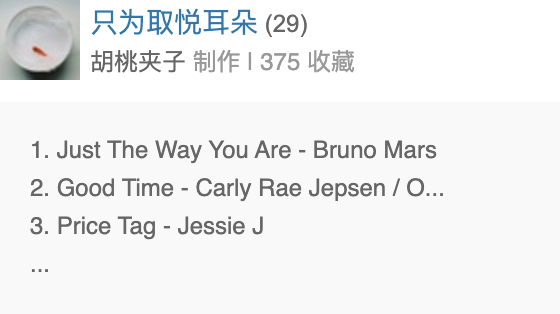 只为取悦耳朵 (29)
胡桃夹子 制作 | 375 收藏
1. Just The Way You Are - Bruno Mars
2. Good Time - Carly Rae Jepsen / O...
3. Price Tag - Jessie J
...